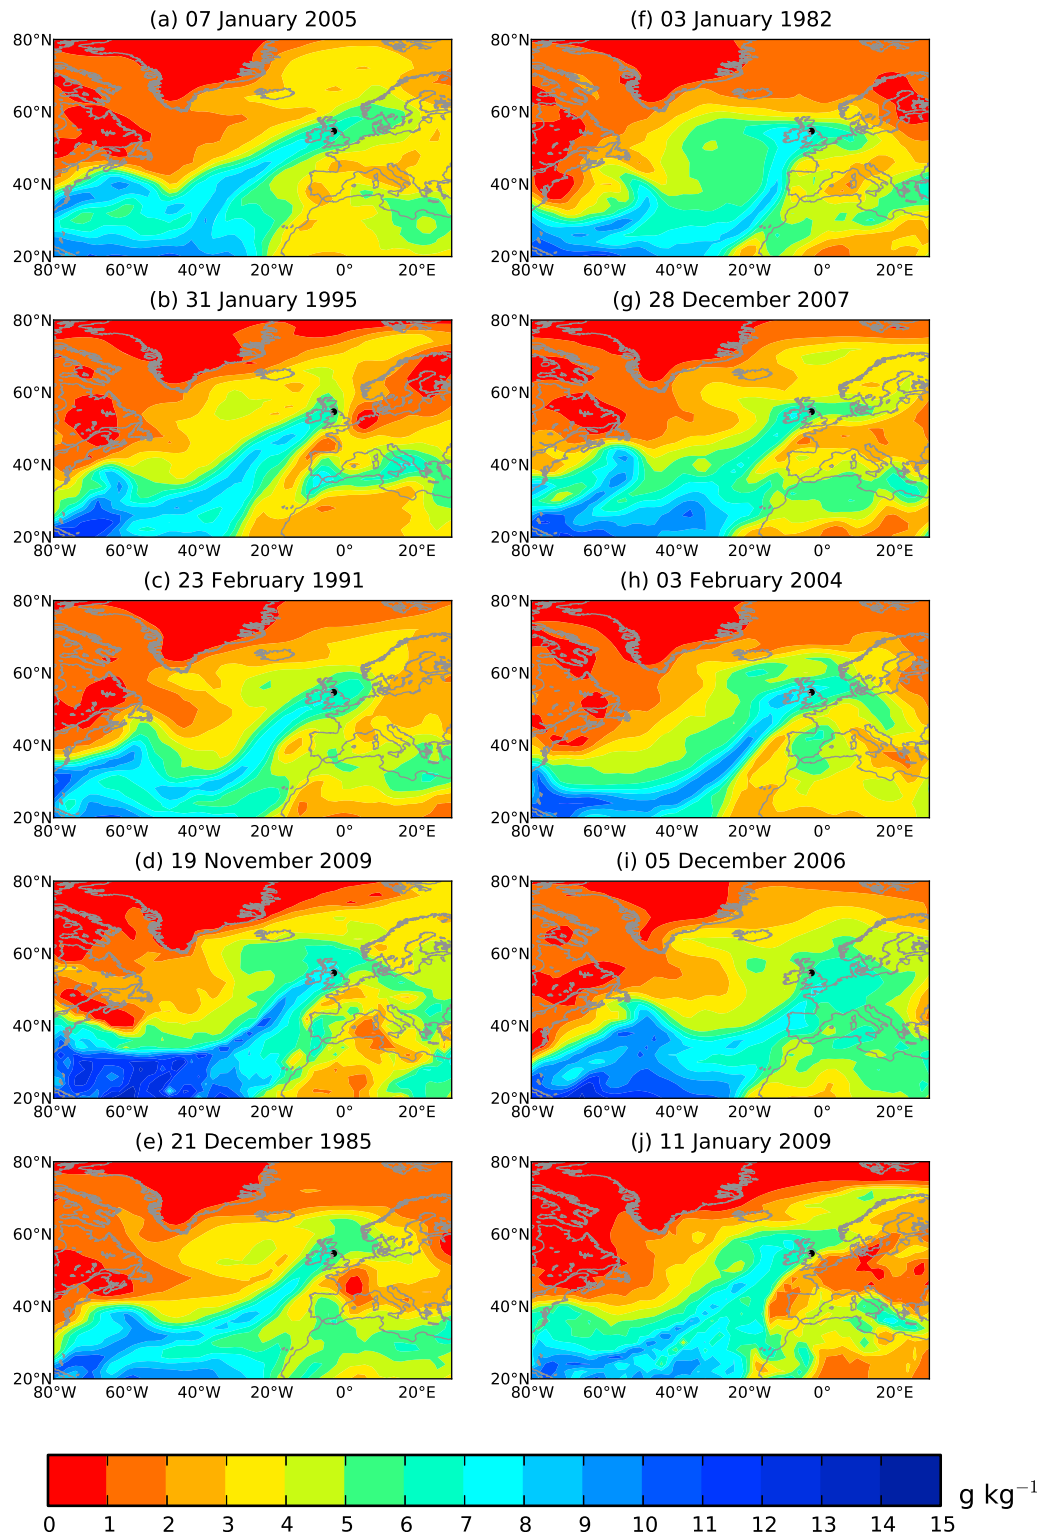 (a) 07 January 2005
80°N
60°N
40°N
20°N
80°W 60°W 40°W 20°W 0° 20°E
(f) 03 January 1982
80°N
60°N
40°N
20°N
80°W 60°W 40°W 20°W 0° 20°E
(b) 31 January 1995
80°N
60°N
40°N
20°N
80°W 60°W 40°W 20°W 0° 20°E
(g) 28 December 2007
80°N
60°N
40°N
20°N
80°W 60°W 40°W 20°W 0° 20°E
(c) 23 February 1991
80°N
60°N
40°N
20°N
80°W 60°W 40°W 20°W 0° 20°E
(h) 03 February 2004
80°N
60°N
40°N
20°N
80°W 60°W 40°W 20°W 0° 20°E
(d) 19 November 2009
80°N
60°N
40°N
20°N
80°W 60°W 40°W 20°W 0° 20°E
(i) 05 December 2006
80°N
60°N
40°N
20°N
80°W 60°W 40°W 20°W 0° 20°E
(e) 21 December 1985
80°N
60°N
40°N
20°N
80°W 60°W 40°W 20°W 0° 20°E
(j) 11 January 2009
80°N
60°N
40°N
20°N
80°W 60°W 40°W 20°W 0° 20°E
g kg⁻¹
0 1 2 3 4 5 6 7 8 9 10 11 12 13 14 15